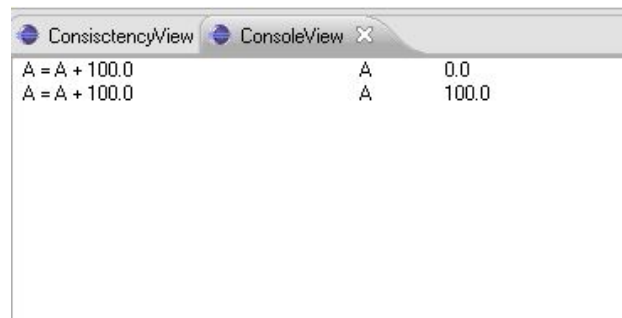 ConsisctencyView ConsoleView
A = A + 100.0 A 0.0
A = A + 100.0 A 100.0